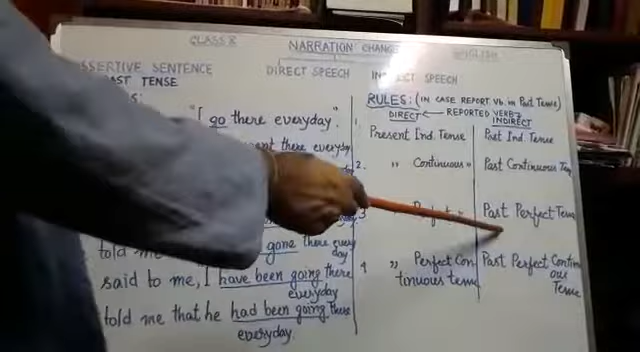 CLASS 8
NARRATION CHANGE
ENGLISH
ASSERTIVE SENTENCE
PAST TENSE
DIRECT SPEECH
INDIRECT SPEECH
"I go there everyday."
there everyday
gone there every
day
said to me, I have been going there
everyday
told me that he had been going there
everyday.
RULES: (IN CASE REPORT Vb. in Past Tense)
DIRECT ← REPORTED VERB → INDIRECT
1. Present Ind. Tense Past Ind. Tense
2. " Continuous " Past Continuous Ten
3 " Perfect " Past Perfect Tense
4 " Perfect Con Past Perfect Contin
tinuous tense ous
Tense